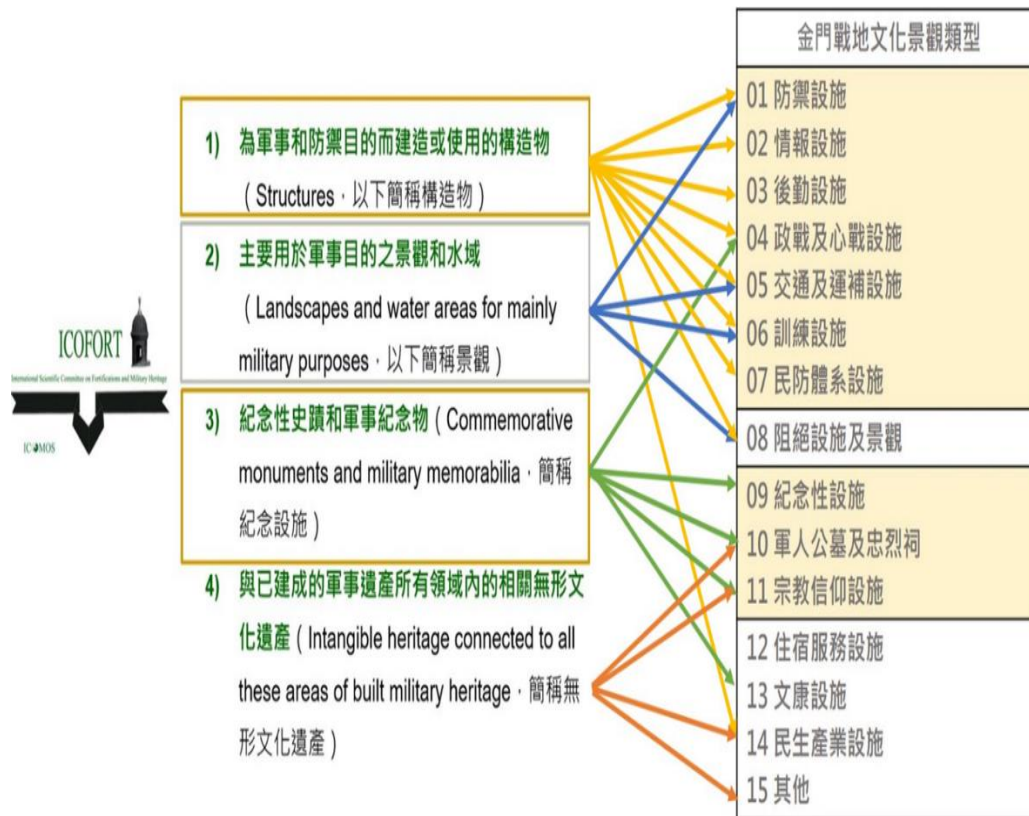 ICOFORT
International Scientific Committee on Fortifications and Military Heritage
ICOMOS
1) 為軍事和防禦目的而建造或使用的構造物
（Structures，以下簡稱構造物）
2) 主要用於軍事目的之景觀和水域
（Landscapes and water areas for mainly
military purposes，以下簡稱景觀）
3) 紀念性史蹟和軍事紀念物（Commemorative
monuments and military memorabilia，簡稱
紀念設施）
4) 與已建成的軍事遺產所有領域內的相關無形文
化遺產（Intangible heritage connected to all
these areas of built military heritage，簡稱無
形文化遺產）
金門戰地文化景觀類型
01 防禦設施
02 情報設施
03 後勤設施
04 政戰及心戰設施
05 交通及運補設施
06 訓練設施
07 民防體系設施
08 阻絕設施及景觀
09 紀念性設施
10 軍人公墓及忠烈祠
11 宗教信仰設施
12 住宿服務設施
13 文康設施
14 民生產業設施
15 其他